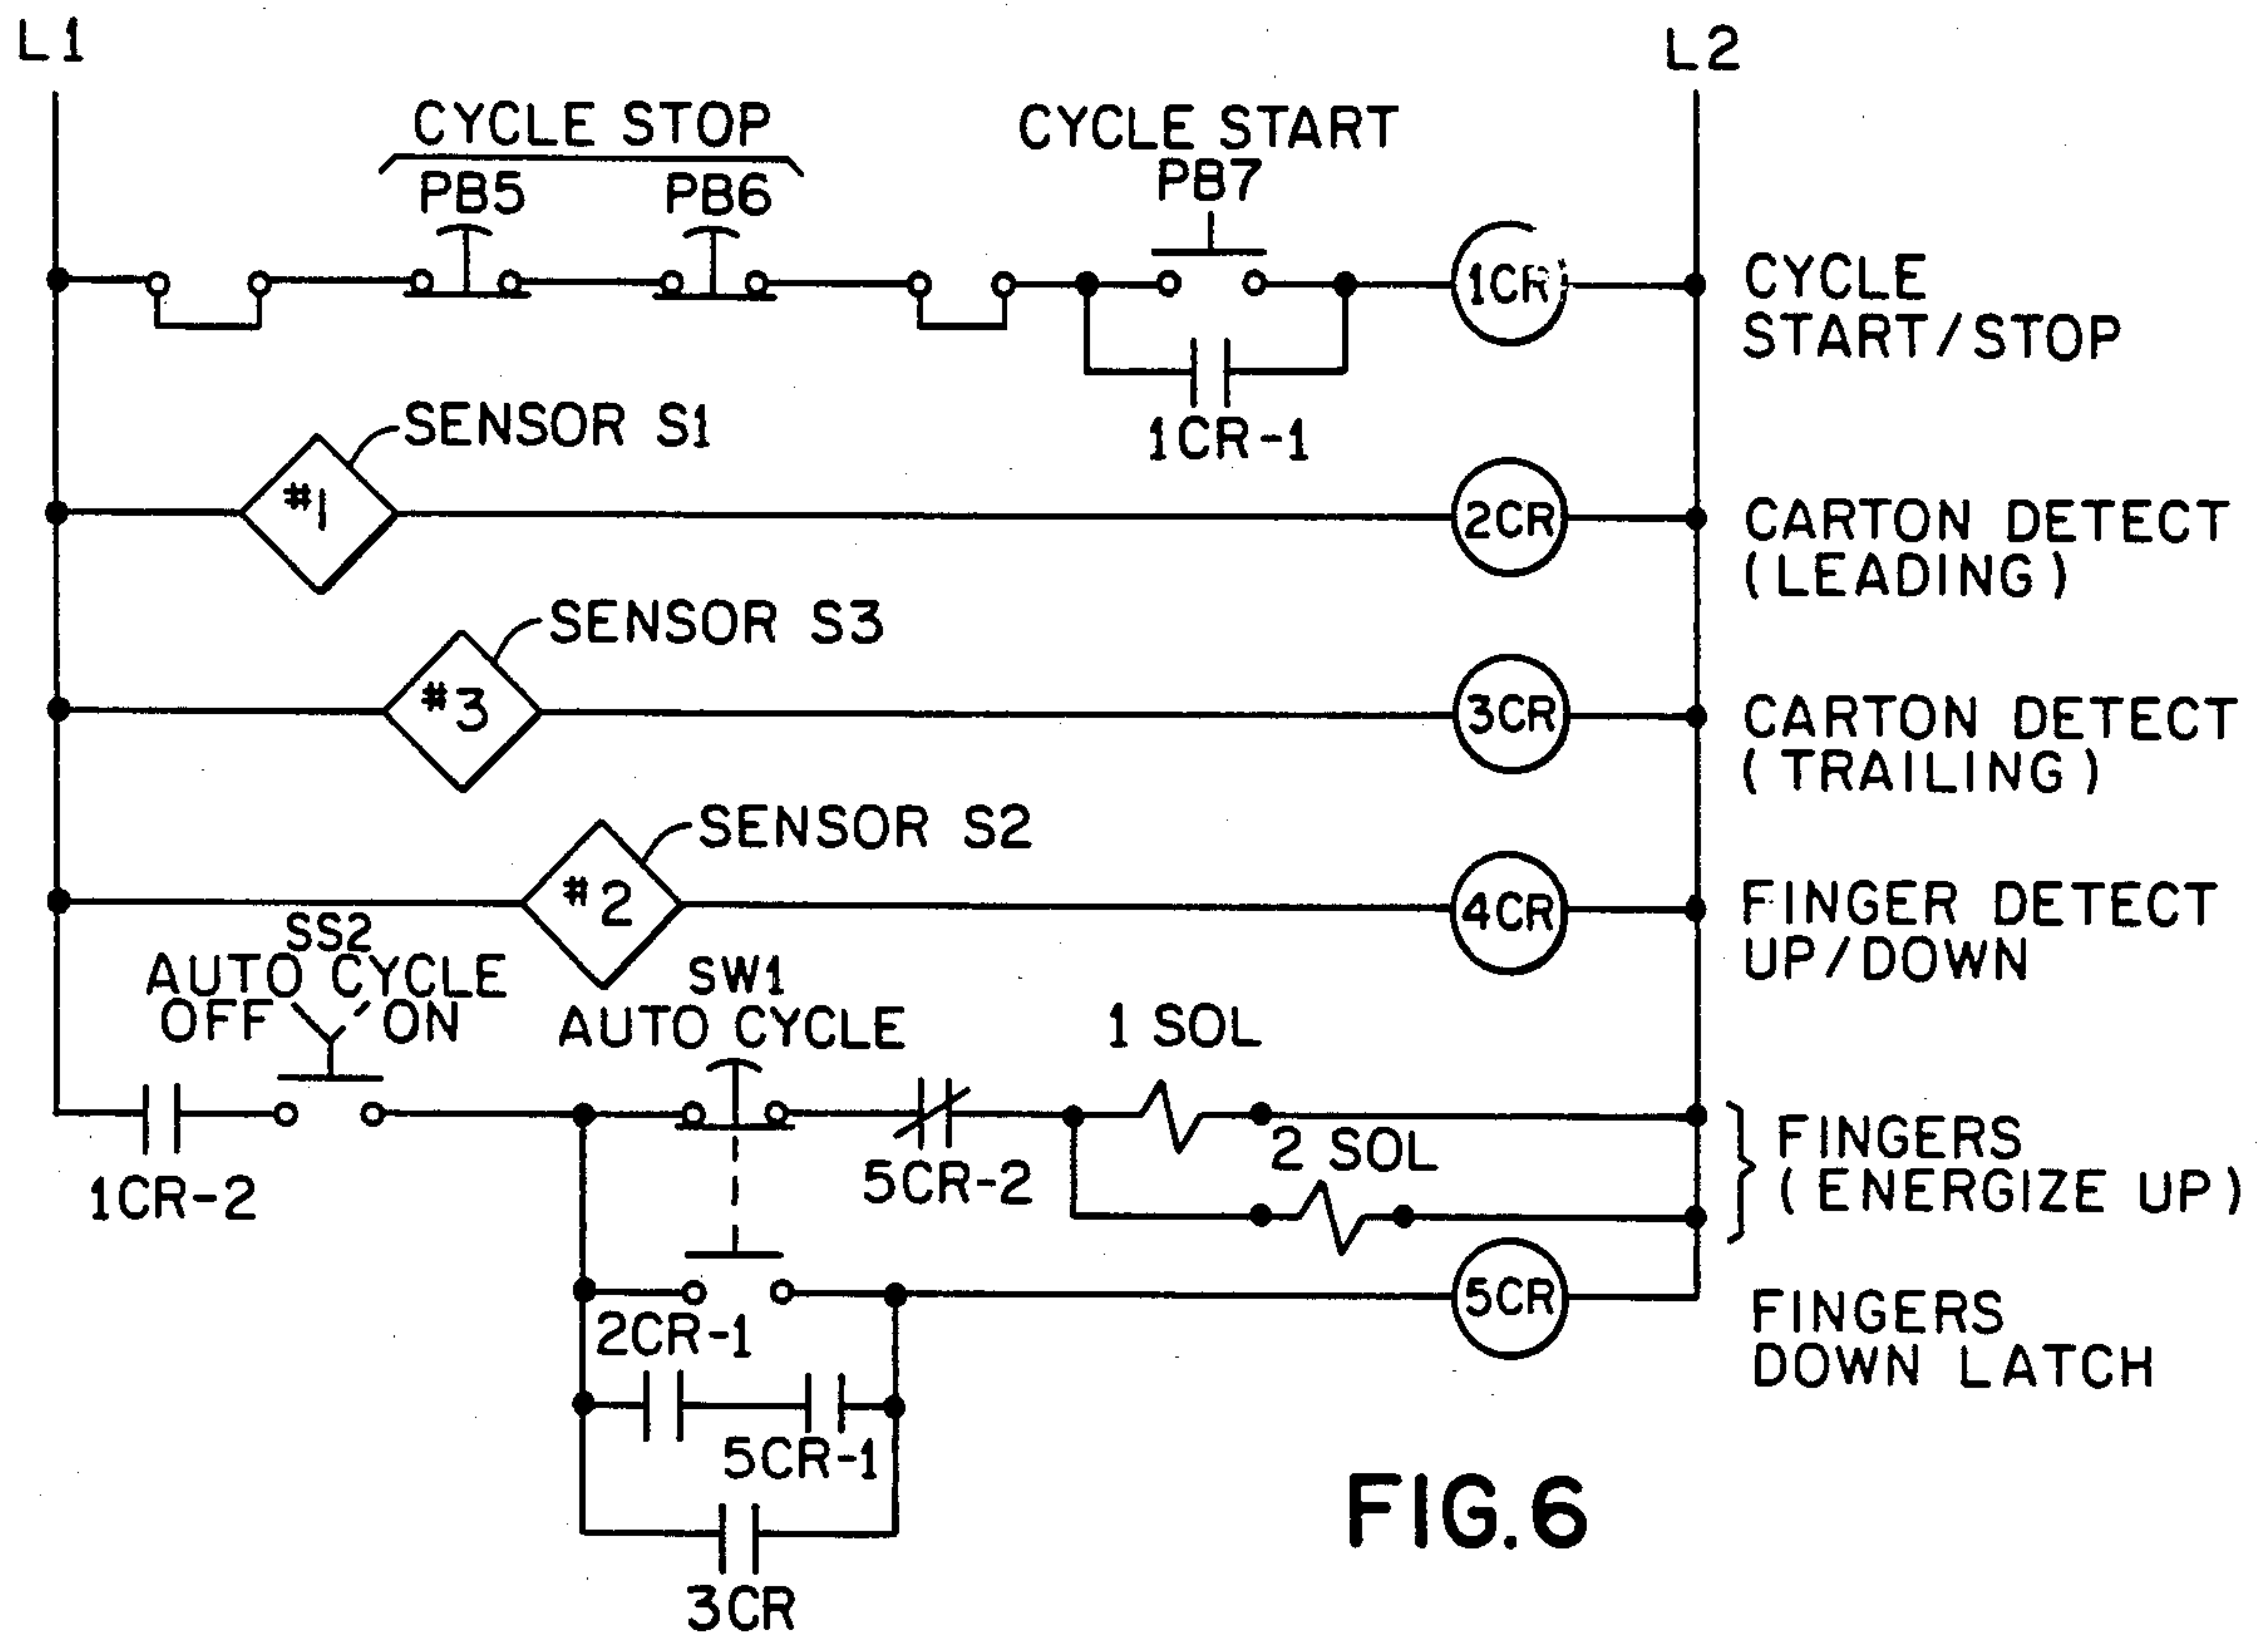 L1
L2
CYCLE STOP
PB5
PB6
CYCLE START
PB7
1CR
CYCLE
START/STOP
1CR-1
SENSOR S1
#1
2CR
CARTON DETECT
(LEADING)
SENSOR S3
#3
3CR
CARTON DETECT
(TRAILING)
SENSOR S2
#2
4CR
FINGER DETECT
UP/DOWN
SS2
AUTO CYCLE
OFF
ON
SW1
AUTO CYCLE
1 SOL
1CR-2
5CR-2
2 SOL
FINGERS
(ENERGIZE UP)
5CR
FINGERS
DOWN LATCH
2CR-1
5CR-1
3CR
FIG.6